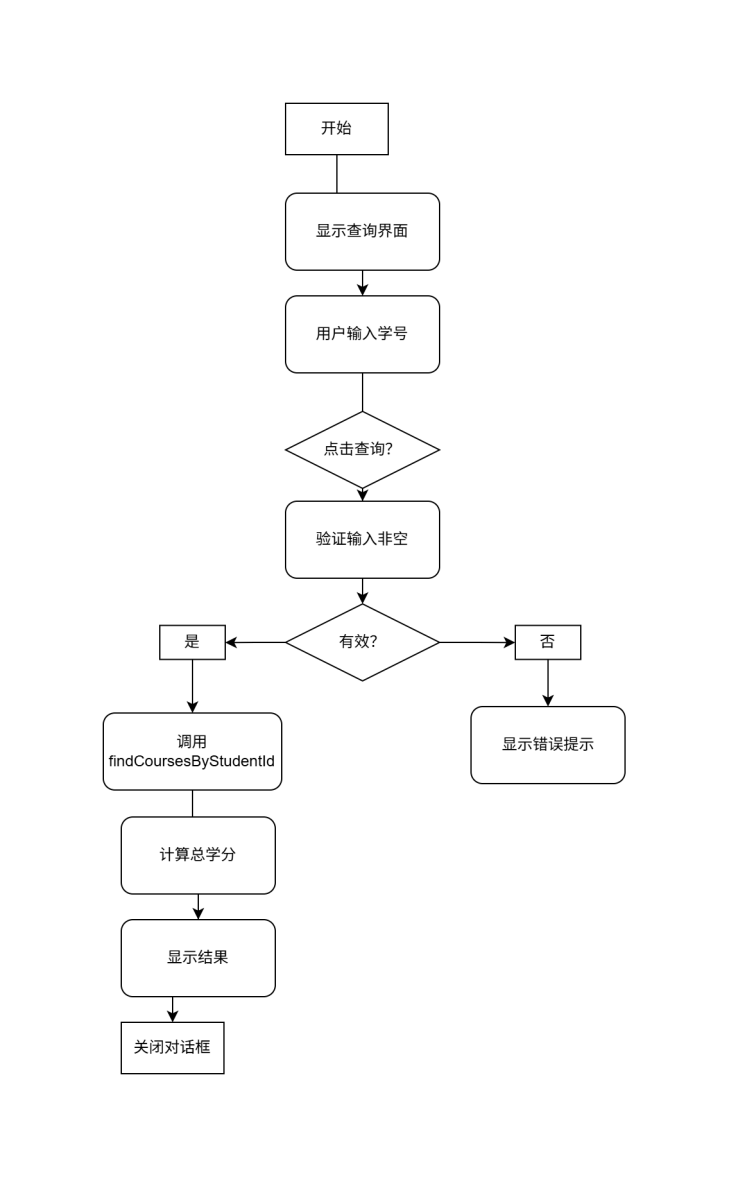 开始
显示查询界面
用户输入学号
点击查询?
验证输入非空
是
有效?
否
调用
findCoursesByStudentId
显示错误提示
计算总学分
显示结果
关闭对话框